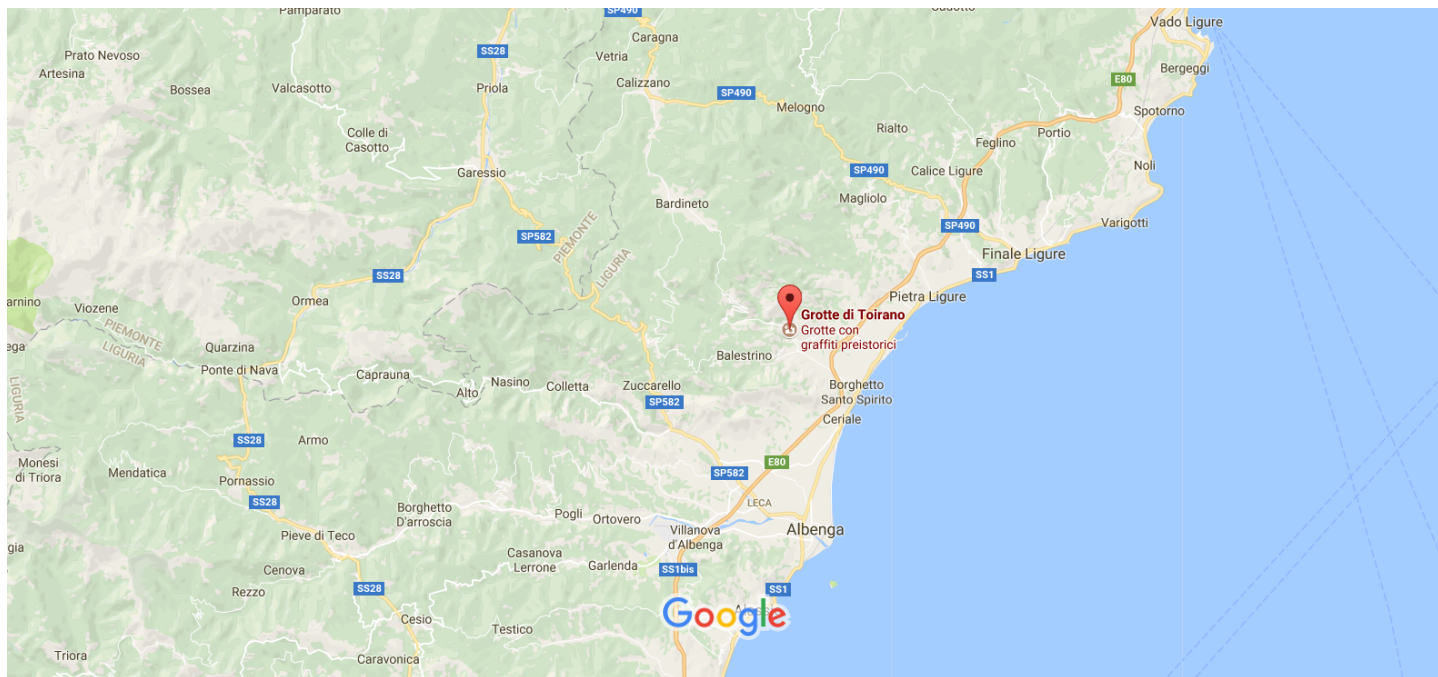 Pamparato
SP490
Vado Ligure
Caragna
SS28
Prato Nevoso
Vetria
Artesina
Bergeggi
Bossea
Valcasotto
Priola
Calizzano
E80
SP490
Melogno
Spotorno
Colle di
Casotto
Rialto
Portio
Feglino
Garessio
SP490
Calice Ligure
Noli
Bardineto
Magliolo
SP582
PIEMONTE
LIGURIA
SP490
Varigotti
Finale Ligure
SS28
SS1
Pietra Ligure
Ormea
Viozene
Grotte di Toirano
Grotte con
graffiti preistorici
PIEMONTE
LIGURIA
Quarzina
Ponte di Nava
Balestrino
Caprauna
Nasino
Colletta
Zuccarello
Alto
Borghetto
Santo Spirito
LIGURIA
SP582
Ceriale
SS28
Armo
Monesi
di Triora
Mendatica
Pornassio
E80
SP582
SS28
LECA
Borghetto
D'arroscia
Pogli
Ortovero
Villanova
d'Albenga
Albenga
Pieve di Teco
Casanova
Lerrone
Garlenda
SS1bis
Cenova
Rezzo
SS28
SS1
Google
Cesio
Testico
Triora
Caravonica